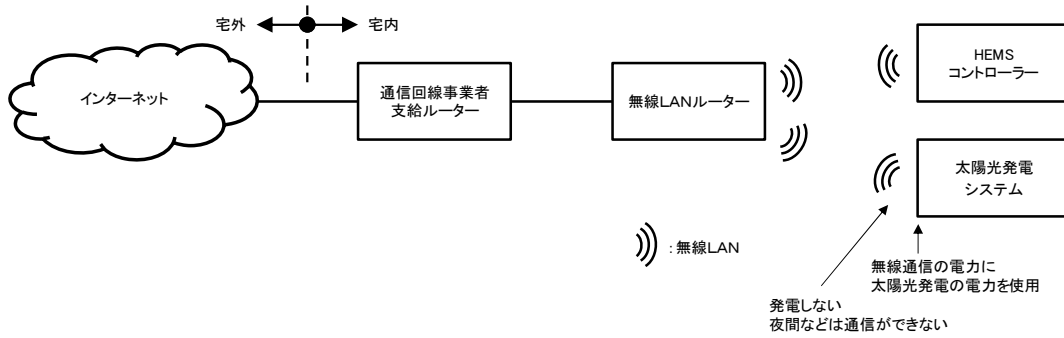 宅外
宅内
インターネット
通信回線事業者
支給ルーター
無線LANルーター
HEMS
コントローラー
太陽光発電
システム
:無線LAN
無線通信の電力に
太陽光発電の電力を使用
発電しない
夜間などは通信ができない